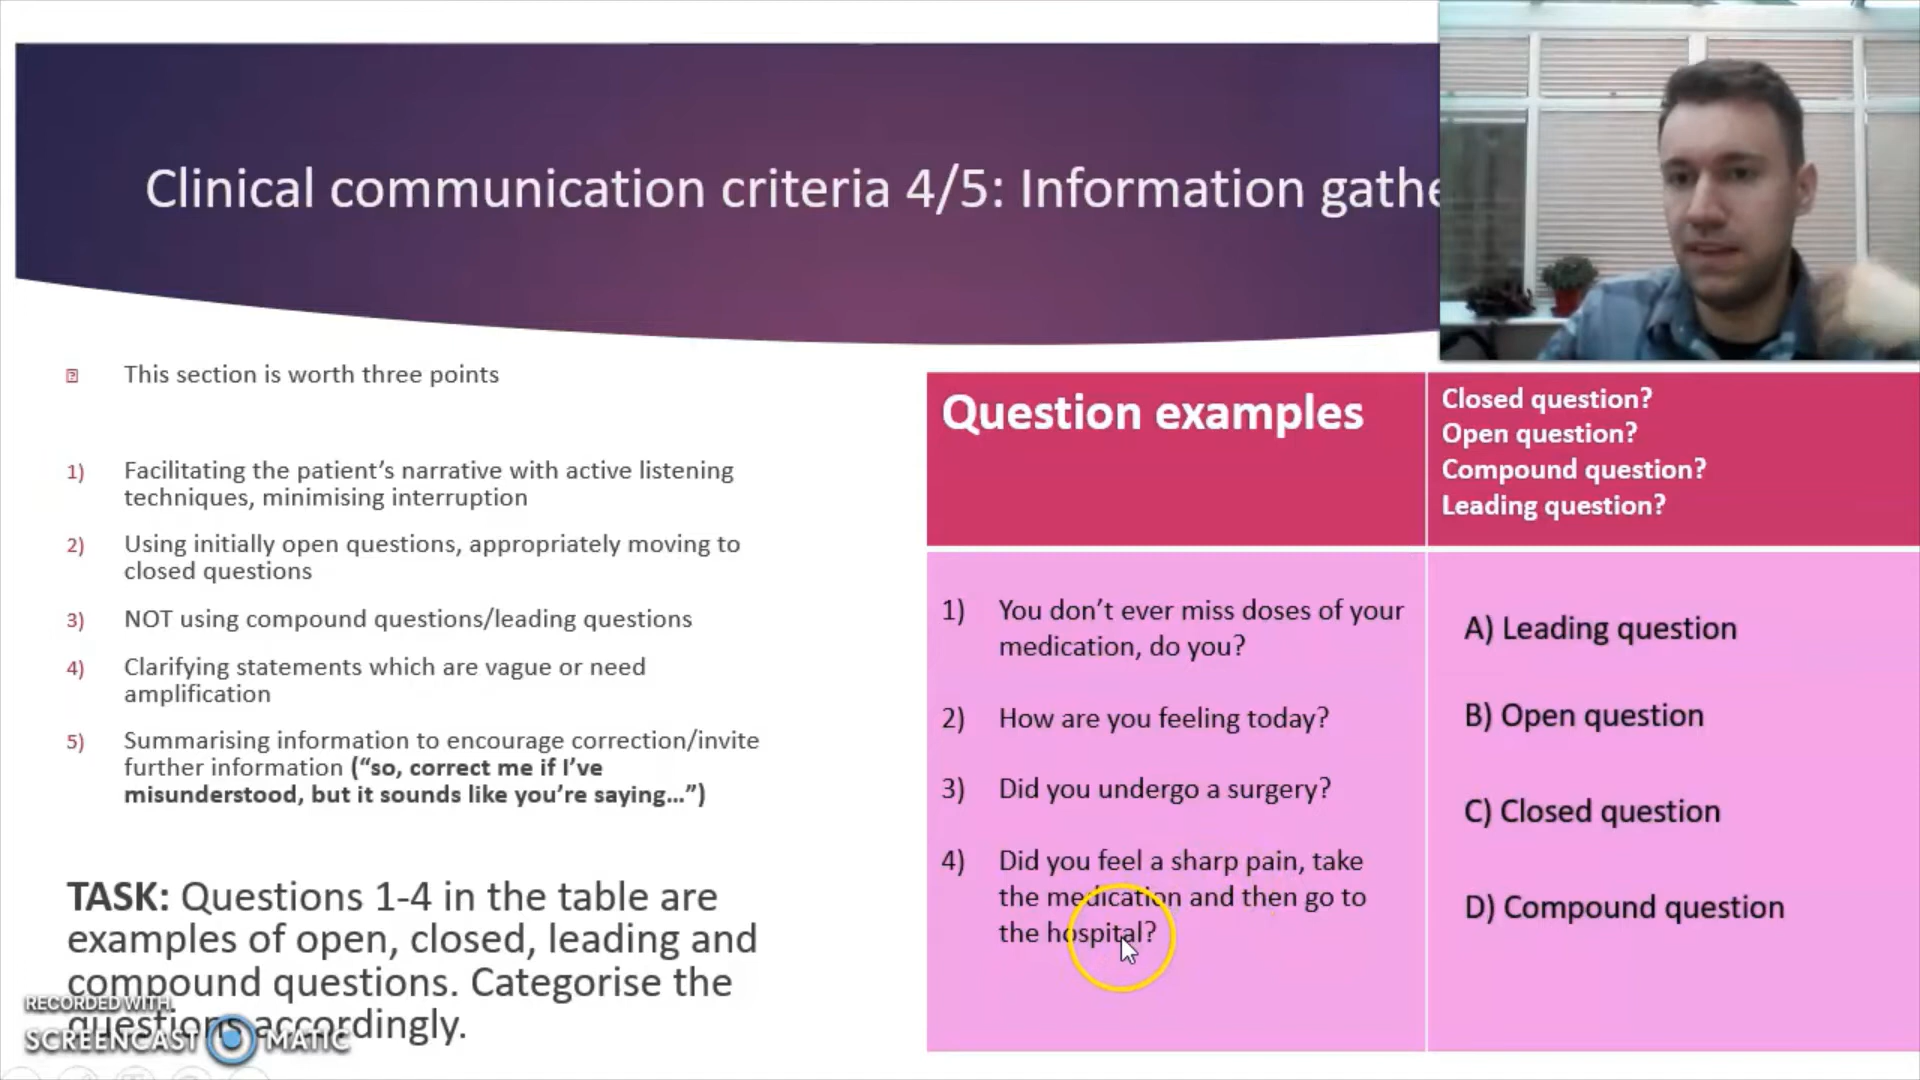 Clinical communication criteria 4/5: Information gathe
This section is worth three points
1) Facilitating the patient’s narrative with active listening
techniques, minimising interruption
2) Using initially open questions, appropriately moving to
closed questions
3) NOT using compound questions/leading questions
4) Clarifying statements which are vague or need
amplification
5) Summarising information to encourage correction/invite
further information (“so, correct me if I’ve
misunderstood, but it sounds like you’re saying...”)
TASK: Questions 1-4 in the table are
examples of open, closed, leading and
compound questions. Categorise the
questions accordingly.
RECORDED WITH
SCREENCAST MATIC
Question examples
Closed question?
Open question?
Compound question?
Leading question?
1) You don’t ever miss doses of your
medication, do you?
2) How are you feeling today?
3) Did you undergo a surgery?
4) Did you feel a sharp pain, take
the medication and then go to
the hospital?
A) Leading question
B) Open question
C) Closed question
D) Compound question